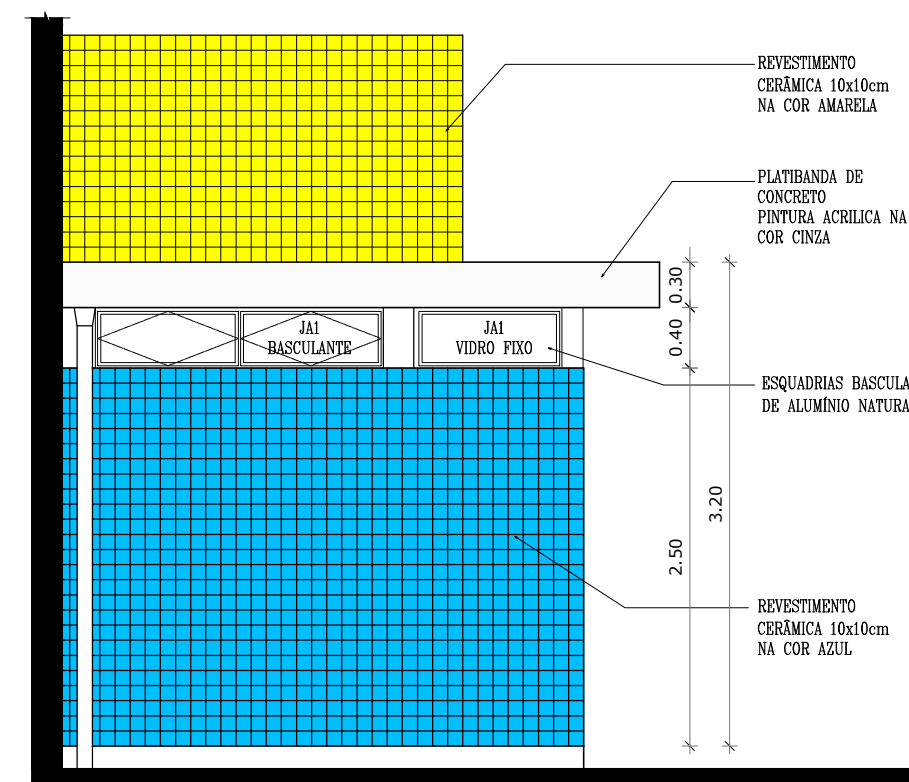 REVESTIMENTO
CERÂMICA 10x10cm
NA COR AMARELA
PLATIBANDA DE
CONCRETO
PINTURA ACRILICA NA
COR CINZA
0.30
0.40
JA1
BASCULANTE
JA1
VIDRO FIXO
ESQUADRIAS BASCULA
DE ALUMÍNIO NATURA
3.20
2.50
REVESTIMENTO
CERÂMICA 10x10cm
NA COR AZUL